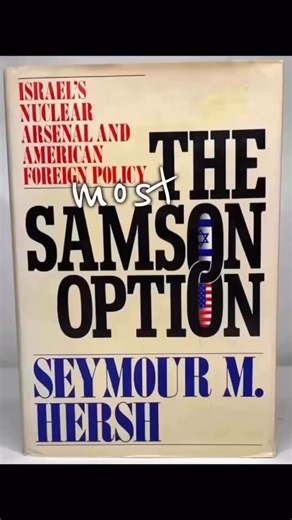 ISRAEL'S
NUCLEAR
ARSENAL AND
AMERICAN
FOREIGN POLICY
most
THE
SAMSON
OPTION
SEYMOUR M.
HERSH